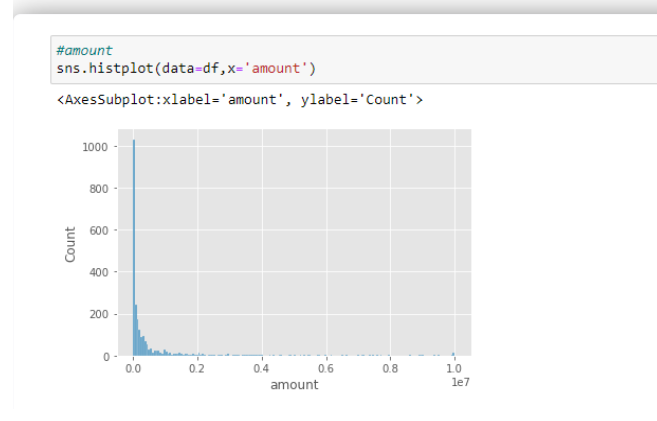 #amount
sns.histplot(data=df,x='amount')
<AxesSubplot:xlabel='amount', ylabel='Count'>
1000
800
600
400
200
0
Count
0.0 0.2 0.4 0.6 0.8 1.0
1e7
amount